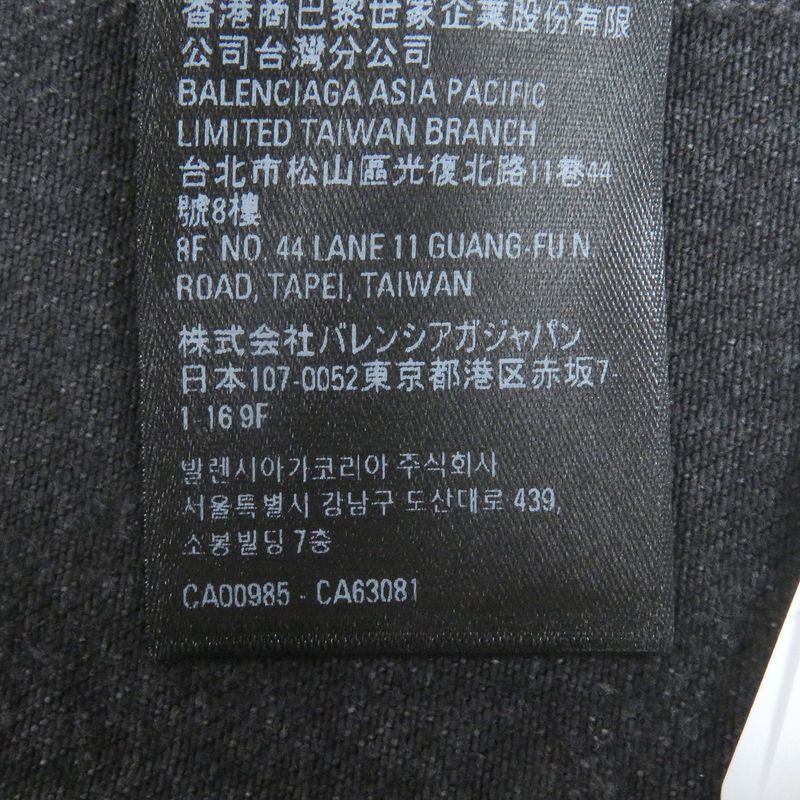 香港商巴黎世家企業股份有限
公司台灣分公司
BALENCIAGA ASIA PACIFIC
LIMITED TAIWAN BRANCH
台北市松山區光復北路11巷44
號8樓
8F NO. 44 LANE 11 GUANG-FU N
ROAD, TAPEI, TAIWAN
株式会社バレンシアガジャパン
日本107-0052東京都港区赤坂7-
1-16 9F
발렌시아가코리아 주식회사
서울특별시 강남구 도산대로 439,
소봉빌딩 7층
CA00985 - CA63081